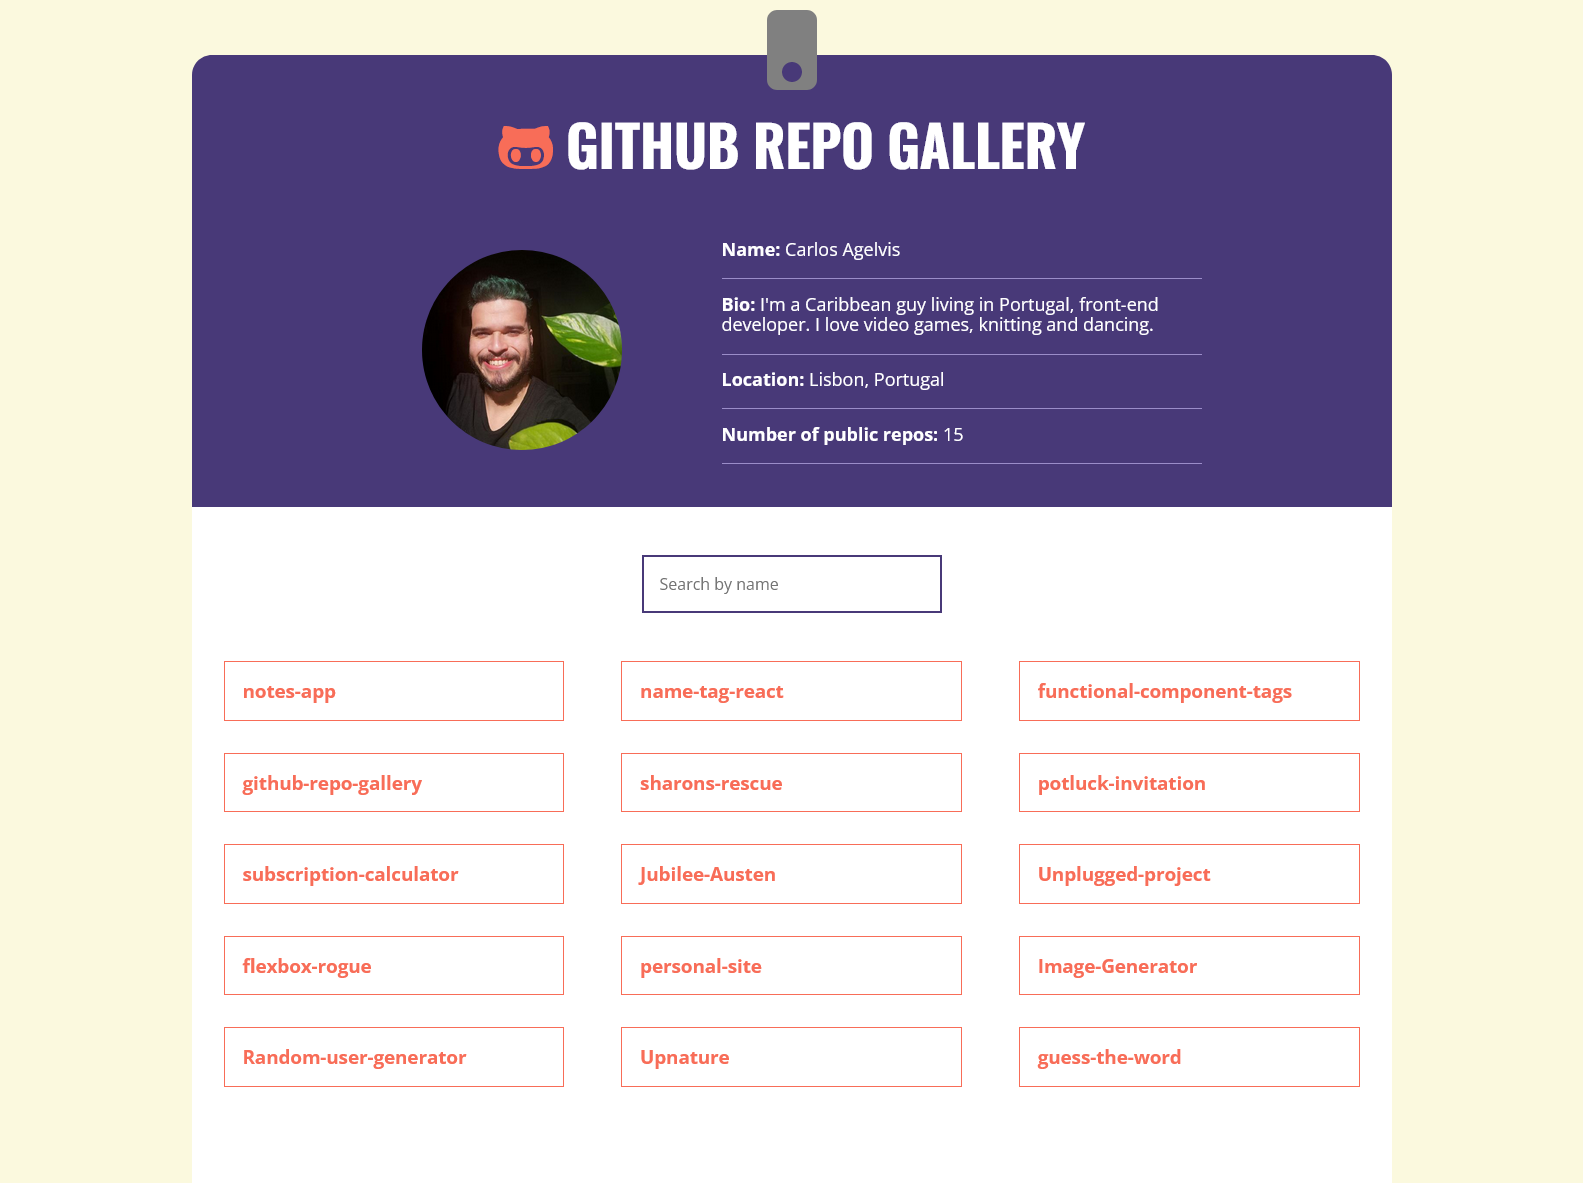 GITHUB REPO GALLERY
Name: Carlos Agelvis
Bio: I'm a Caribbean guy living in Portugal, front-end
developer. I love video games, knitting and dancing.
Location: Lisbon, Portugal
Number of public repos: 15
Search by name
notes-app
name-tag-react
functional-component-tags
github-repo-gallery
sharons-rescue
potluck-invitation
subscription-calculator
Jubilee-Austen
Unplugged-project
flexbox-rogue
personal-site
Image-Generator
Random-user-generator
Upnature
guess-the-word